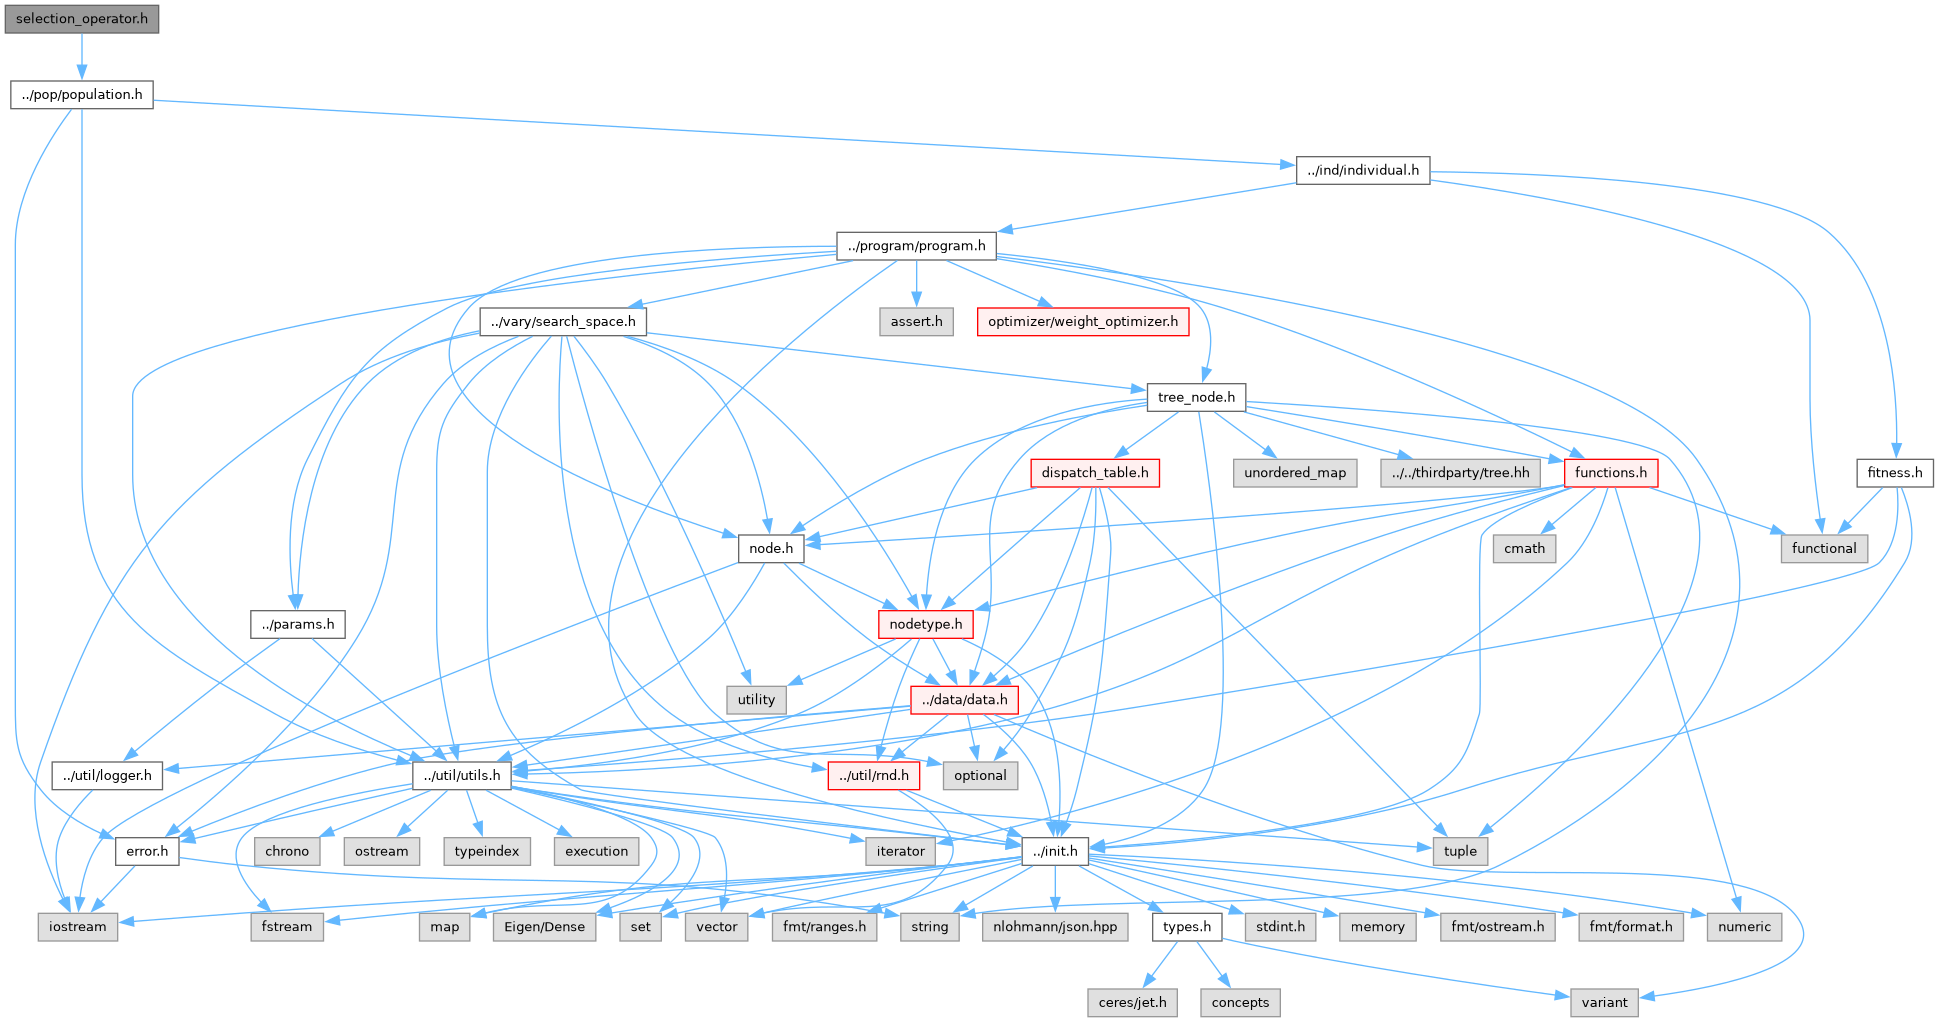 selection_operator.h
../pop/population.h
../ind/individual.h
../program/program.h
../vary/search_space.h
assert.h
optimizer/weight_optimizer.h
tree_node.h
dispatch_table.h
unordered_map
../../thirdparty/tree.hh
functions.h
fitness.h
node.h
cmath
functional
../params.h
nodetype.h
utility
../data/data.h
../util/logger.h
../util/utils.h
../util/rnd.h
optional
error.h
chrono
ostream
typeindex
execution
iterator
../init.h
tuple
iostream
fstream
map
Eigen/Dense
set
vector
fmt/ranges.h
string
nlohmann/json.hpp
types.h
stdint.h
memory
fmt/ostream.h
fmt/format.h
numeric
ceres/jet.h
concepts
variant